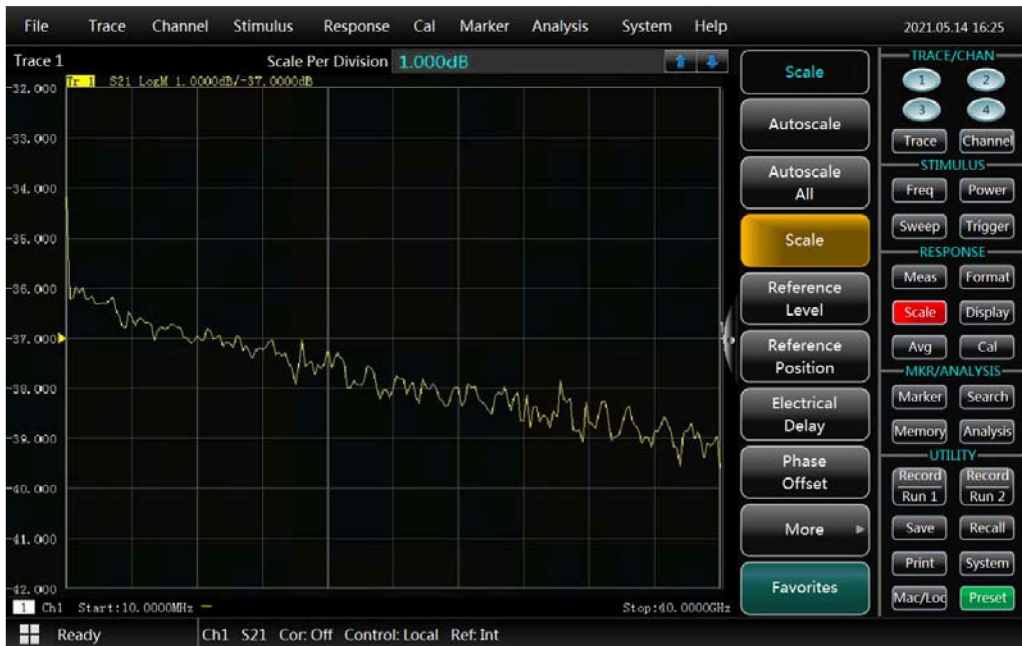 File Trace Channel Stimulus Response Cal Marker Analysis System Help 2021.05.14 16:25
Trace 1 Scale Per Division 1.000dB
Tr 1 S21 LogM 1.0000dB/-37.0000dB
-32.000
-33.000
-34.000
-35.000
-36.000
-37.000
-38.000
-39.000
-40.000
-41.000
-42.000
1 Ch1 Start:10.0000MHz — Stop:40.0000GHz
Ready Ch1 S21 Cor: Off Control: Local Ref: Int
Scale
Autoscale
Autoscale
All
Scale
Reference
Level
Reference
Position
Electrical
Delay
Phase
Offset
More
Favorites
TRACE/CHAN
1 2
3 4
Trace Channel
STIMULUS
Freq Power
Sweep Trigger
RESPONSE
Meas Format
Scale Display
Avg Cal
MKR/ANALYSIS
Marker Search
Memory Analysis
UTILITY
Record Record
Run 1 Run 2
Save Recall
Print System
Mac/Loc Preset